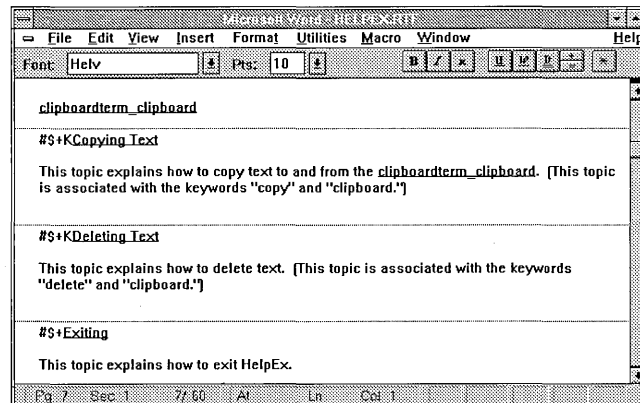 Microsoft Word - HELPEX.RTF
File Edit View Insert Format Utilities Macro Window Help
Font: Helv Pts: 10 B I K U W D
clipboardterm_clipboard
#$+KCopying Text
This topic explains how to copy text to and from the clipboardterm_clipboard. (This topic
is associated with the keywords "copy" and "clipboard.")
#$+KDeleting Text
This topic explains how to delete text. (This topic is associated with the keywords
"delete" and "clipboard.")
#$+Exiting
This topic explains how to exit HelpEx.
Pg 7 Sec 1 7/60 At Ln Col 1